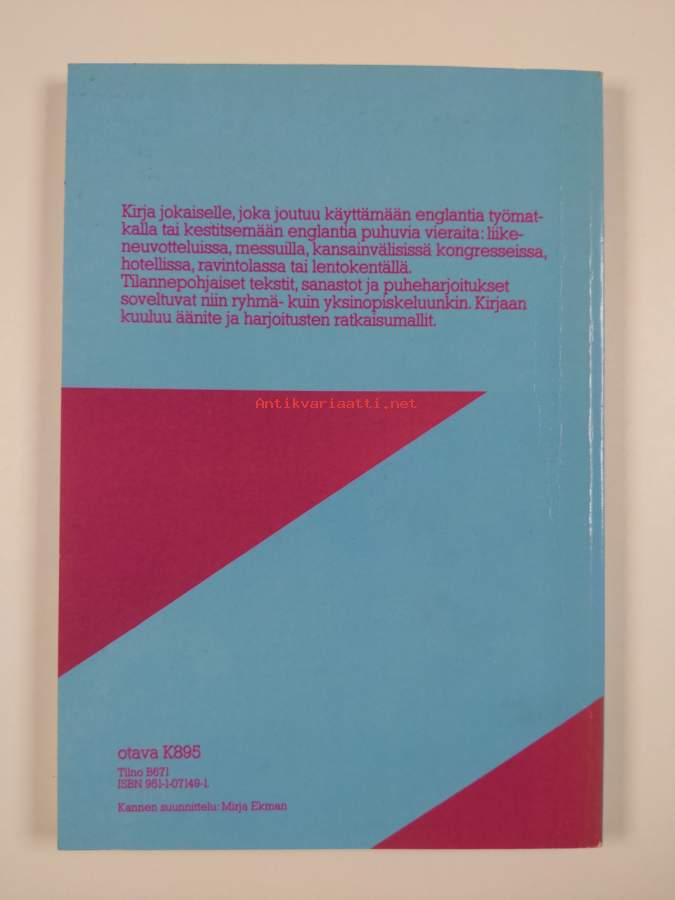 Kirja jokaiselle, joka joutuu käyttämään englantia työmat-
kalla tai kestitsemään englantia puhuvia vieraita: liike-
neuvotteluissa, messuilla, kansainvälisissä kongresseissa,
hotellissa, ravintolassa tai lentokentällä.
Tilannepohjaiset tekstit, sanastot ja puheharjoitukset
soveltuvat niin ryhmä- kuin yksinopiskeluunkin. Kirjaan
kuuluu äänite ja harjoitusten ratkaisumallit.
Antikvariaatti.net
otava K895
Tilno B671
ISBN 951-1-07149-1
Kannen suunnittelu: Mirja Ekman